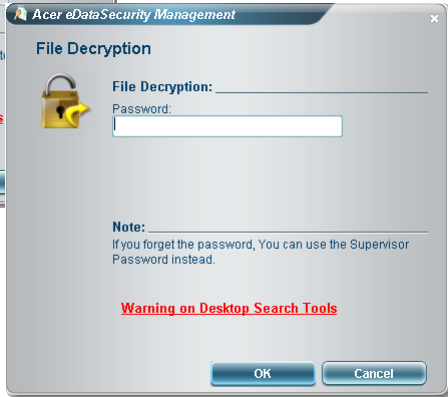 Acer eDataSecurity Management
File Decryption
File Decryption:
Password:
Note:
If you forget the password, You can use the Supervisor
Password instead.
Warning on Desktop Search Tools
OK
Cancel